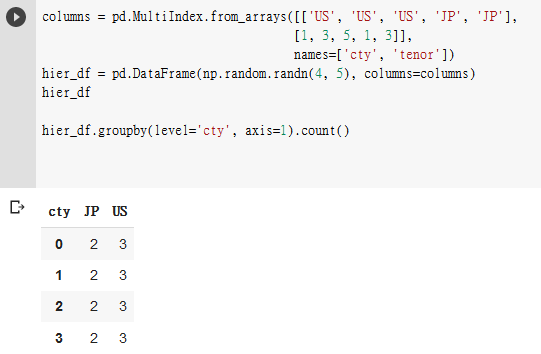 columns = pd.MultiIndex.from_arrays([['US', 'US', 'US', 'JP', 'JP'],
[1, 3, 5, 1, 3]],
names=['cty', 'tenor'])
hier_df = pd.DataFrame(np.random.randn(4, 5), columns=columns)
hier_df
hier_df.groupby(level='cty', axis=1).count()
cty JP US
0 2 3
1 2 3
2 2 3
3 2 3